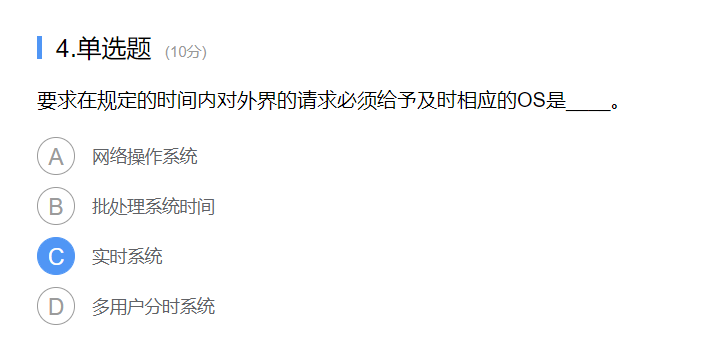 4.单选题 (10分)
要求在规定的时间内对外界的请求必须给予及时相应的OS是____。
A 网络操作系统
B 批处理系统时间
C 实时系统
D 多用户分时系统